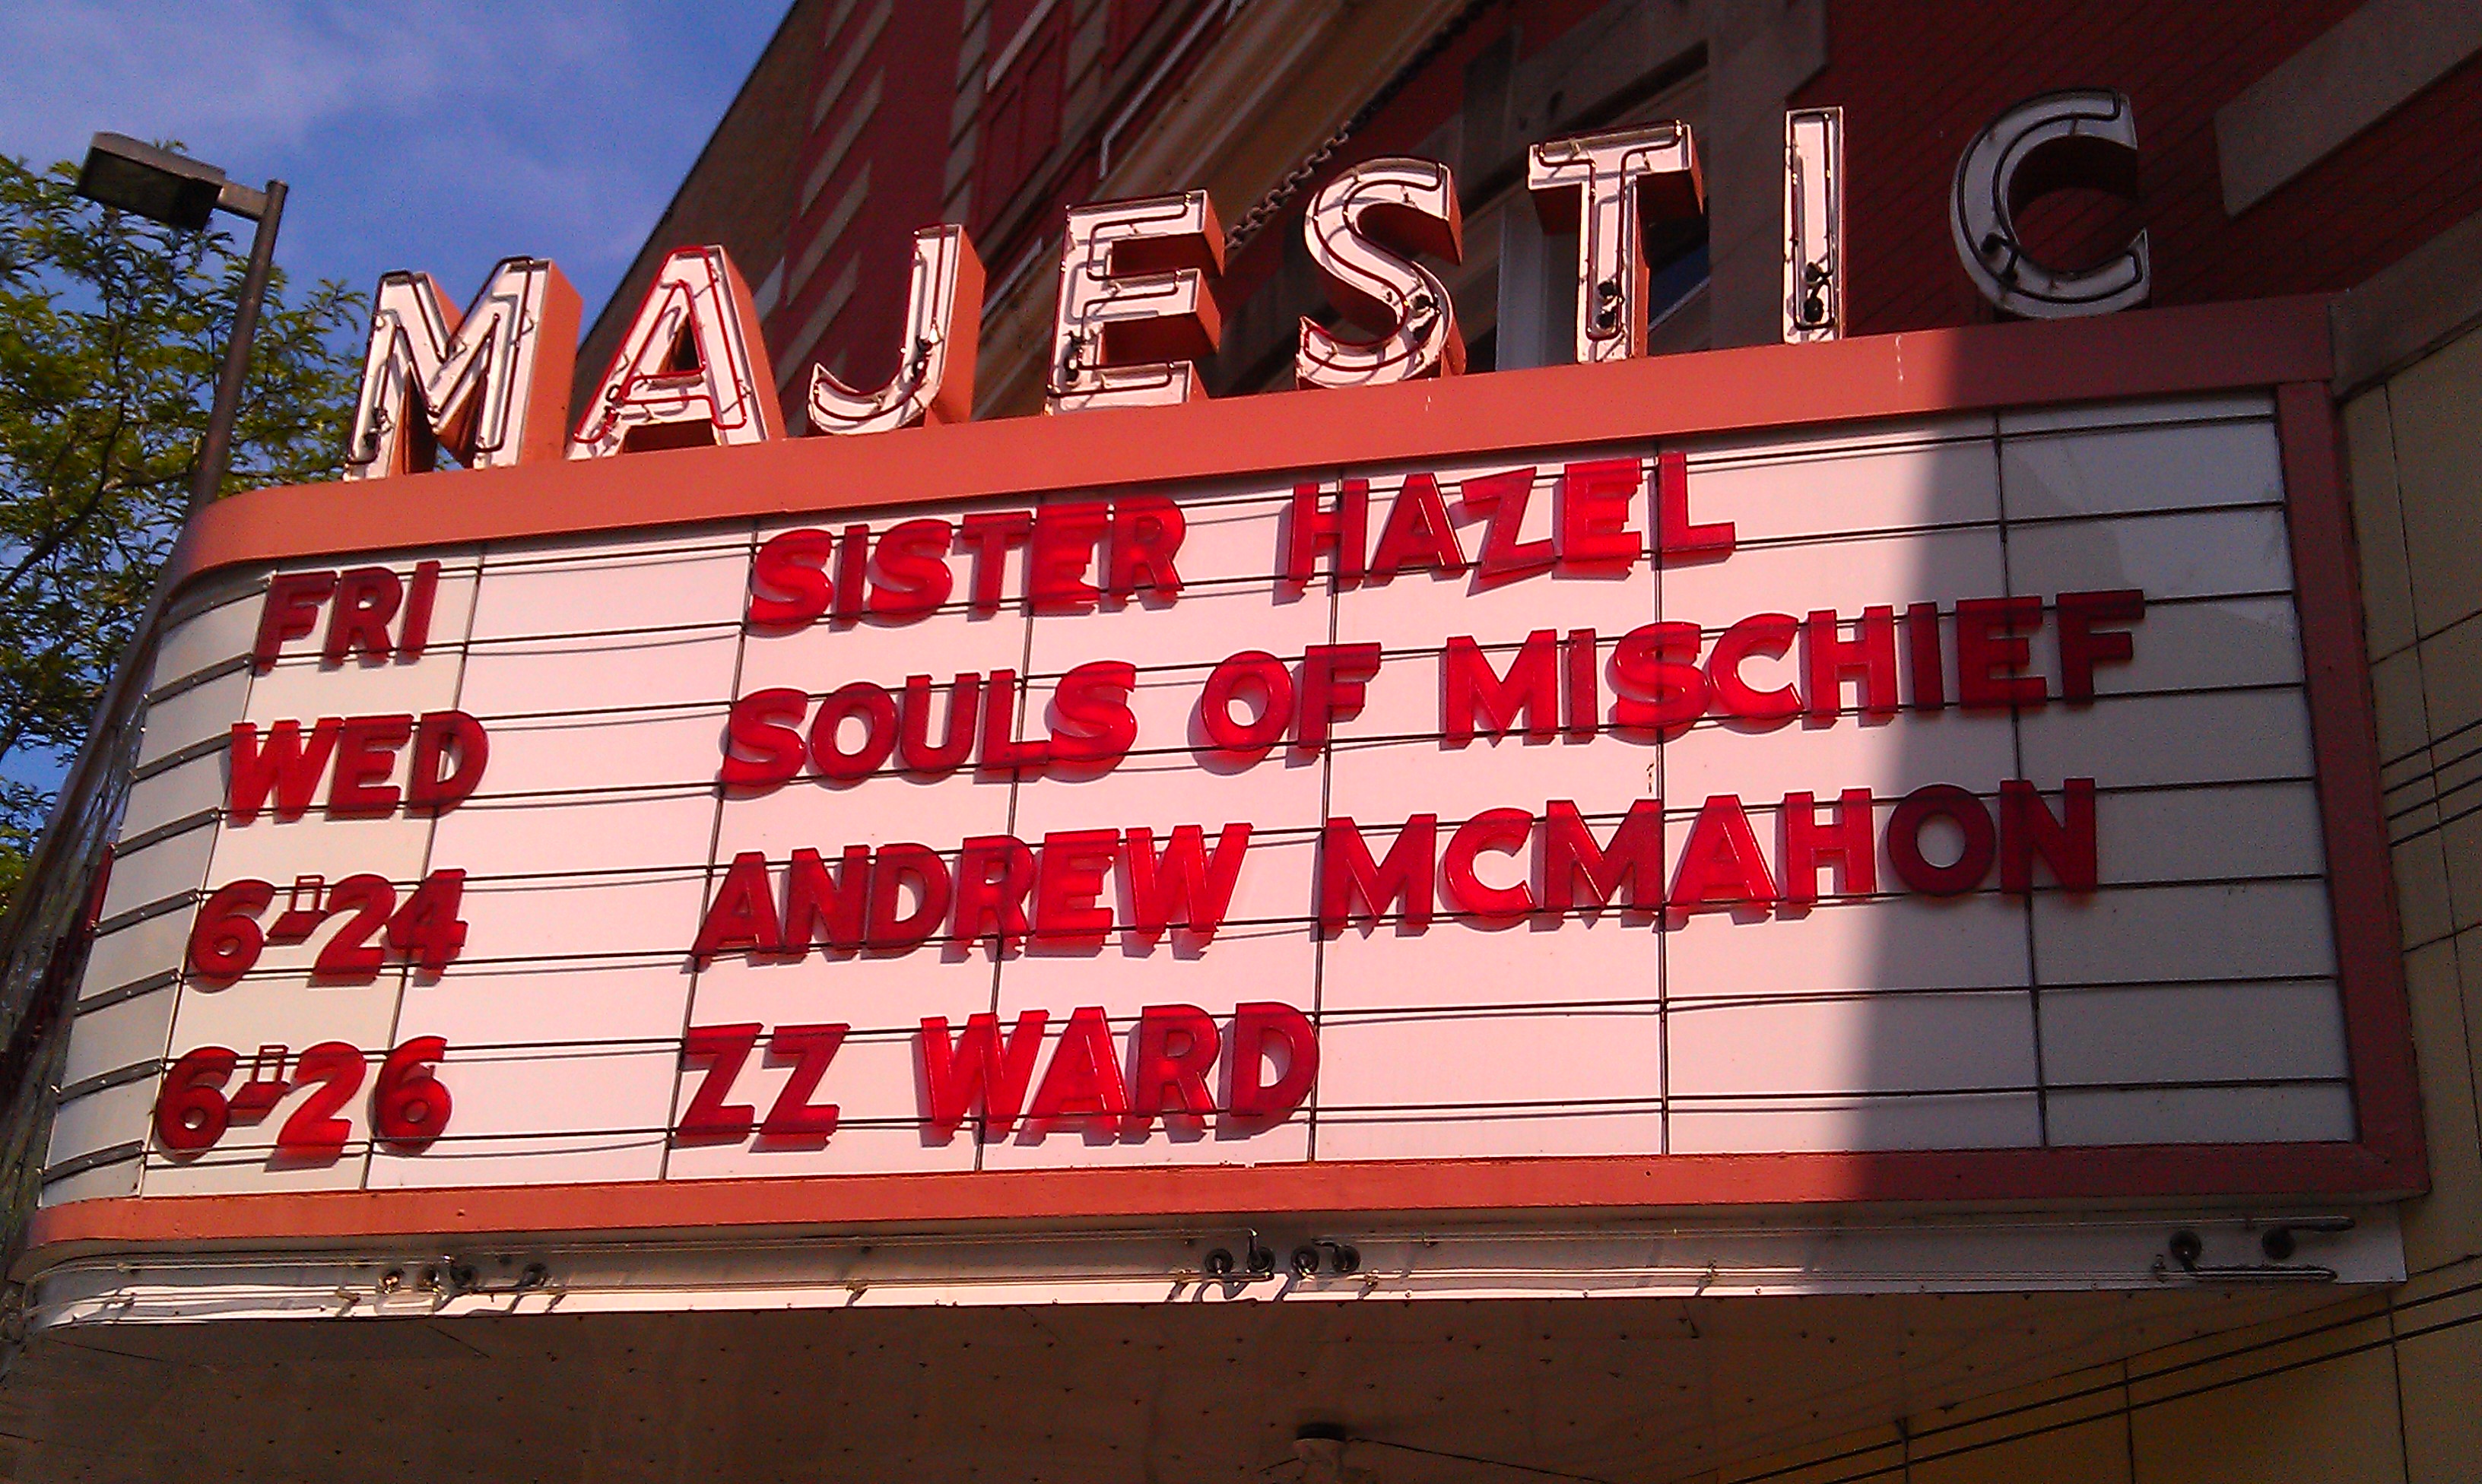 MAJESTIC
FRI SISTER HAZEL
WED SOULS OF MISCHIEF
6-24 ANDREW MCMAHON
6-26 ZZ WARD